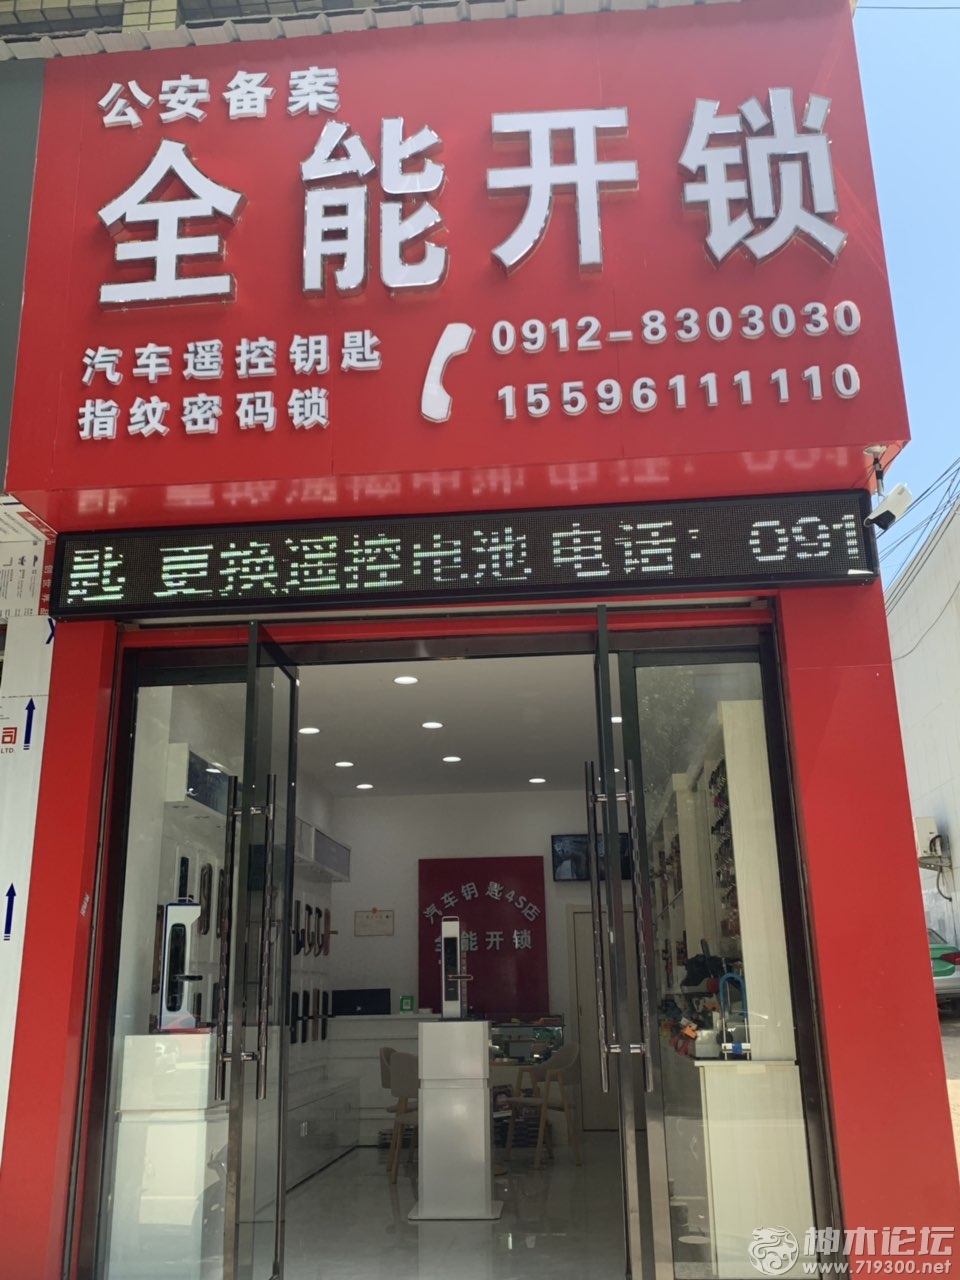 公安备案
全能开锁
汽车遥控钥匙
指纹密码锁
0912-8303030
15596111110
匙 更换遥控电池 电话: 091
汽车钥匙4S店
全能开锁
司
LTD.
神木论坛
www.719300.net